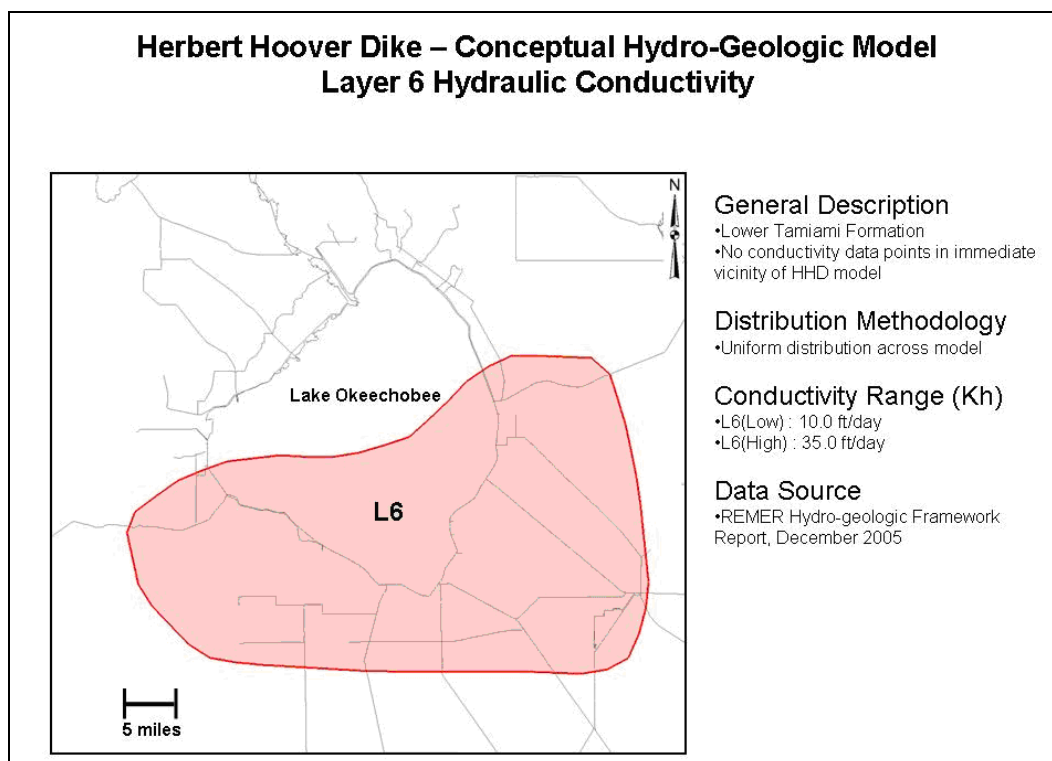 Herbert Hoover Dike – Conceptual Hydro-Geologic Model
Layer 6 Hydraulic Conductivity
N
Lake Okeechobee
L6
5 miles
General Description
•Lower Tamiami Formation
•No conductivity data points in immediate
vicinity of HHD model
Distribution Methodology
•Uniform distribution across model
Conductivity Range (Kh)
•L6(Low) : 10.0 ft/day
•L6(High) : 35.0 ft/day
Data Source
•REMER Hydro-geologic Framework
Report, December 2005